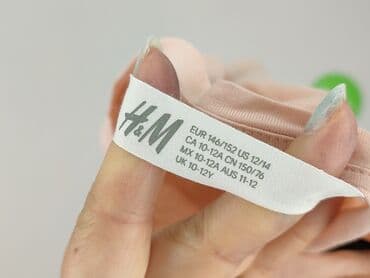 H&M
EUR 146/152 US 12/14
CA 10-12A CN 150/76
MX 10-12A AUS 11-12
UK 10-12Y